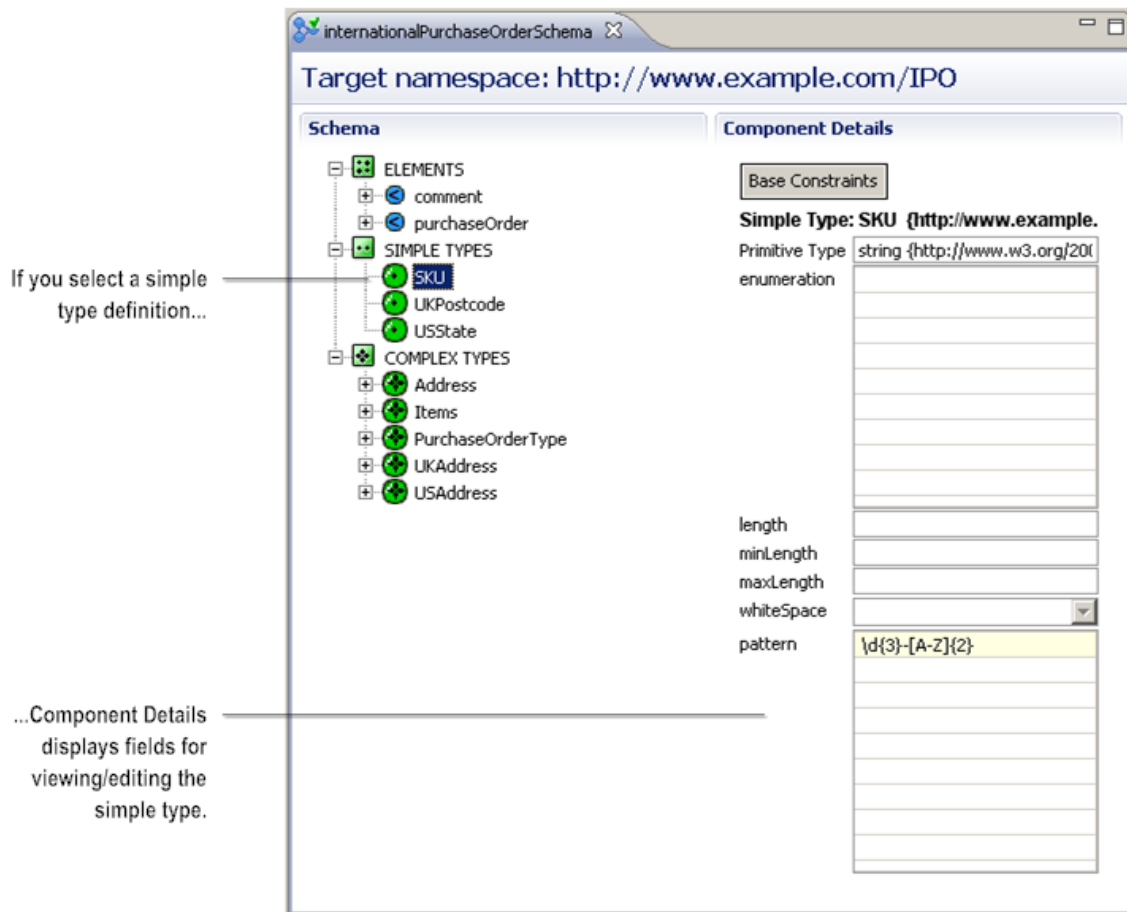 internationalPurchaseOrderSchema
Target namespace: http://www.example.com/IPO
Schema
ELEMENTS
comment
purchaseOrder
SIMPLE TYPES
SKU
UKPostcode
USState
COMPLEX TYPES
Address
Items
PurchaseOrderType
UKAddress
USAddress
Component Details
Base Constraints
Simple Type: SKU {http://www.example.
Primitive Type string {http://www.w3.org/200
enumeration
length
minLength
maxLength
whiteSpace
pattern \d{3}-[A-Z]{2}
If you select a simple
type definition...
...Component Details
displays fields for
viewing/editing the
simple type.